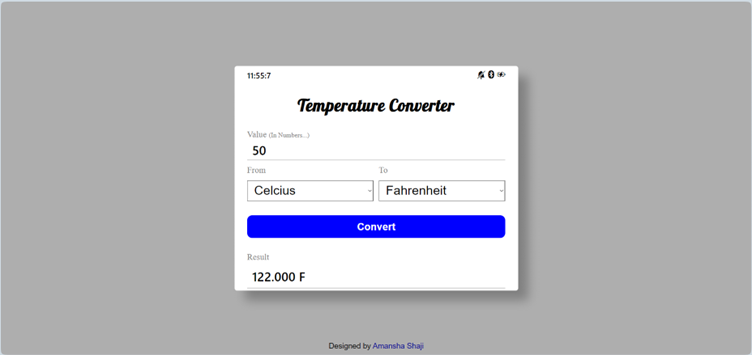 11:55:7
Temperature Converter
Value (In Numbers...)
50
From To
Celcius Fahrenheit
Convert
Result
122.000 F
Designed by Amansha Shaji